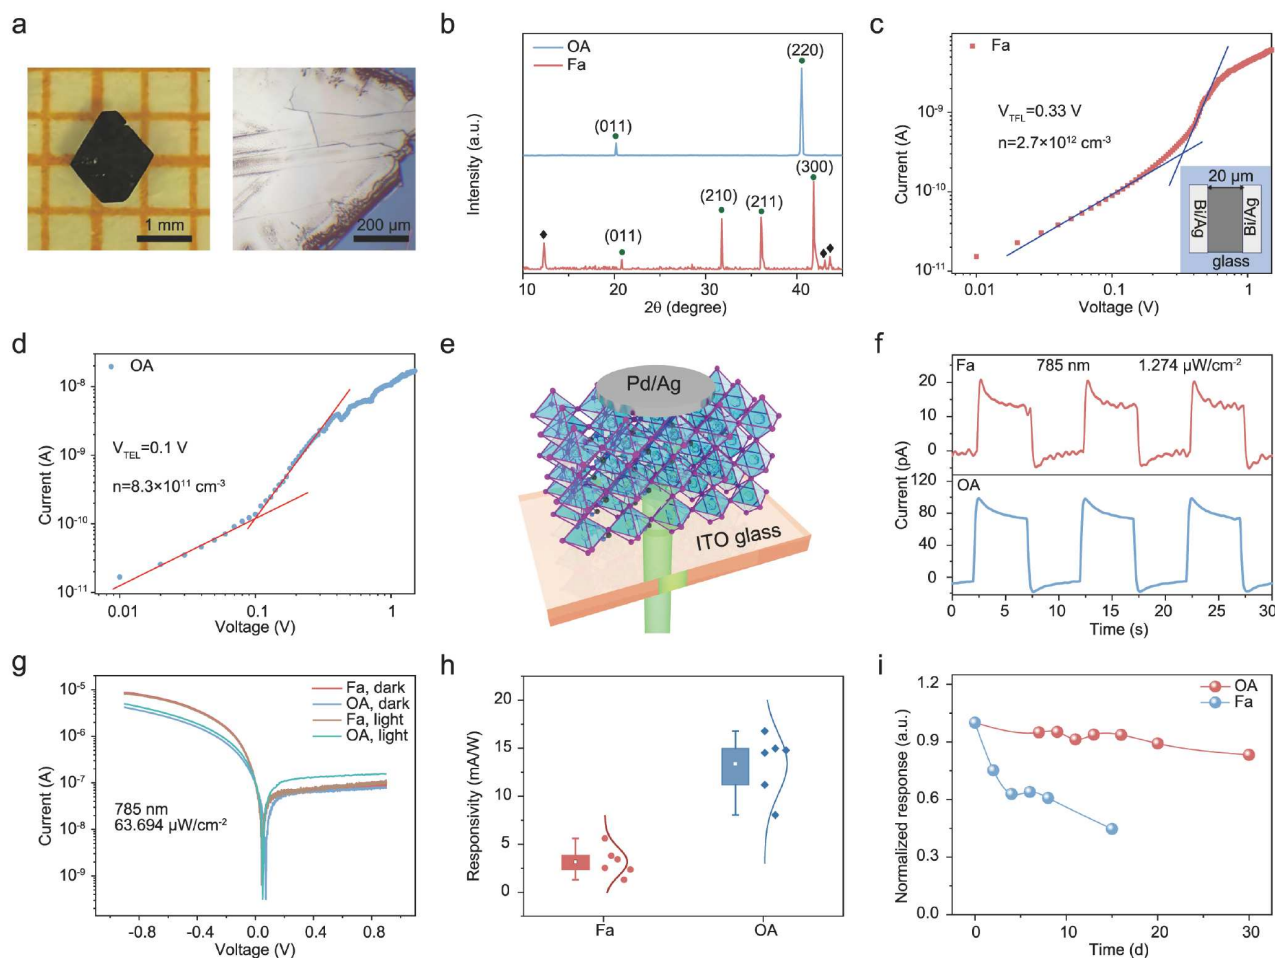 a
1 mm
200 µm
b
OA
Fa
(220)
(011)
(300)
(210)
(211)
(011)
Intensity (a.u.)
10 20 30 40
2θ (degree)
c
Fa
V_TFL=0.33 V
n=2.7×10¹² cm⁻³
20 µm
Bi/Ag
Bi/Ag
glass
Current (A)
10⁻⁹
10⁻¹⁰
10⁻¹¹
0.01 0.1 1
Voltage (V)
d
OA
V_TEL=0.1 V
n=8.3×10¹¹ cm⁻³
Current (A)
10⁻⁸
10⁻⁹
10⁻¹⁰
10⁻¹¹
0.01 0.1 1
Voltage (V)
e
Pd/Ag
ITO glass
f
Fa 785 nm 1.274 µW/cm⁻²
20
10
0
OA
120
80
40
0
Current (pA)
0 5 10 15 20 25 30
Time (s)
g
Fa, dark
OA, dark
Fa, light
OA, light
785 nm
63.694 µW/cm⁻²
Current (A)
10⁻⁵
10⁻⁶
10⁻⁷
10⁻⁸
10⁻⁹
-0.8 -0.4 0.0 0.4 0.8
Voltage (V)
h
Responsivity (mA/W)
20
15
10
5
0
Fa OA
i
OA
Fa
Normalized response (a.u.)
1.2
0.9
0.6
0.3
0.0
0 10 20 30
Time (d)